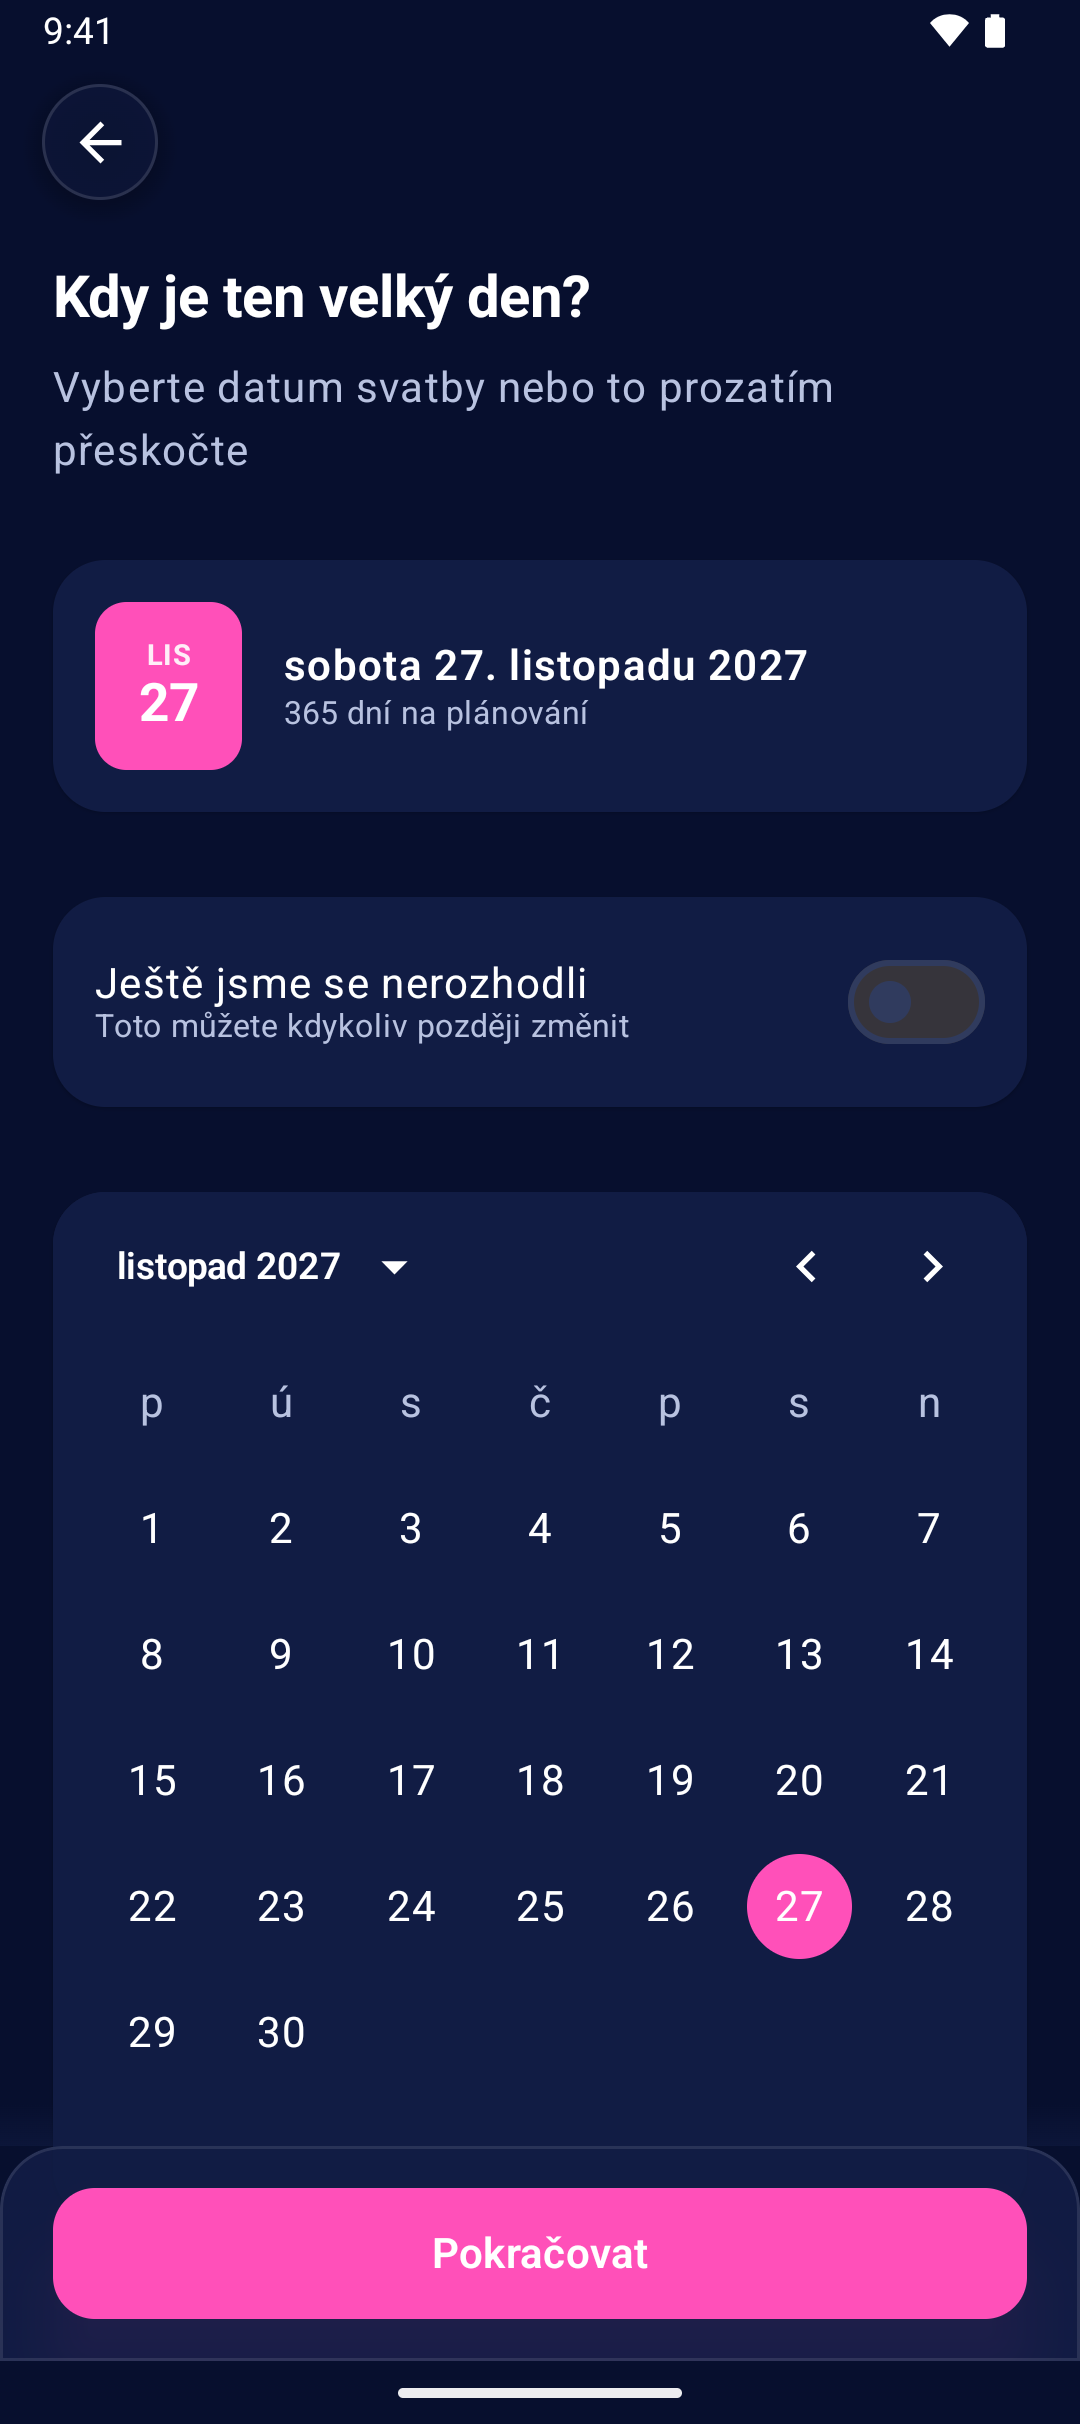 9:41
Kdy je ten velký den?
Vyberte datum svatby nebo to prozatím
přeskočte
LIS
27
sobota 27. listopadu 2027
365 dní na plánování
Ještě jsme se nerozhodli
Toto můžete kdykoliv později změnit
listopad 2027
p ú s č p s n
1 2 3 4 5 6 7
8 9 10 11 12 13 14
15 16 17 18 19 20 21
22 23 24 25 26 27 28
29 30
Pokračovat